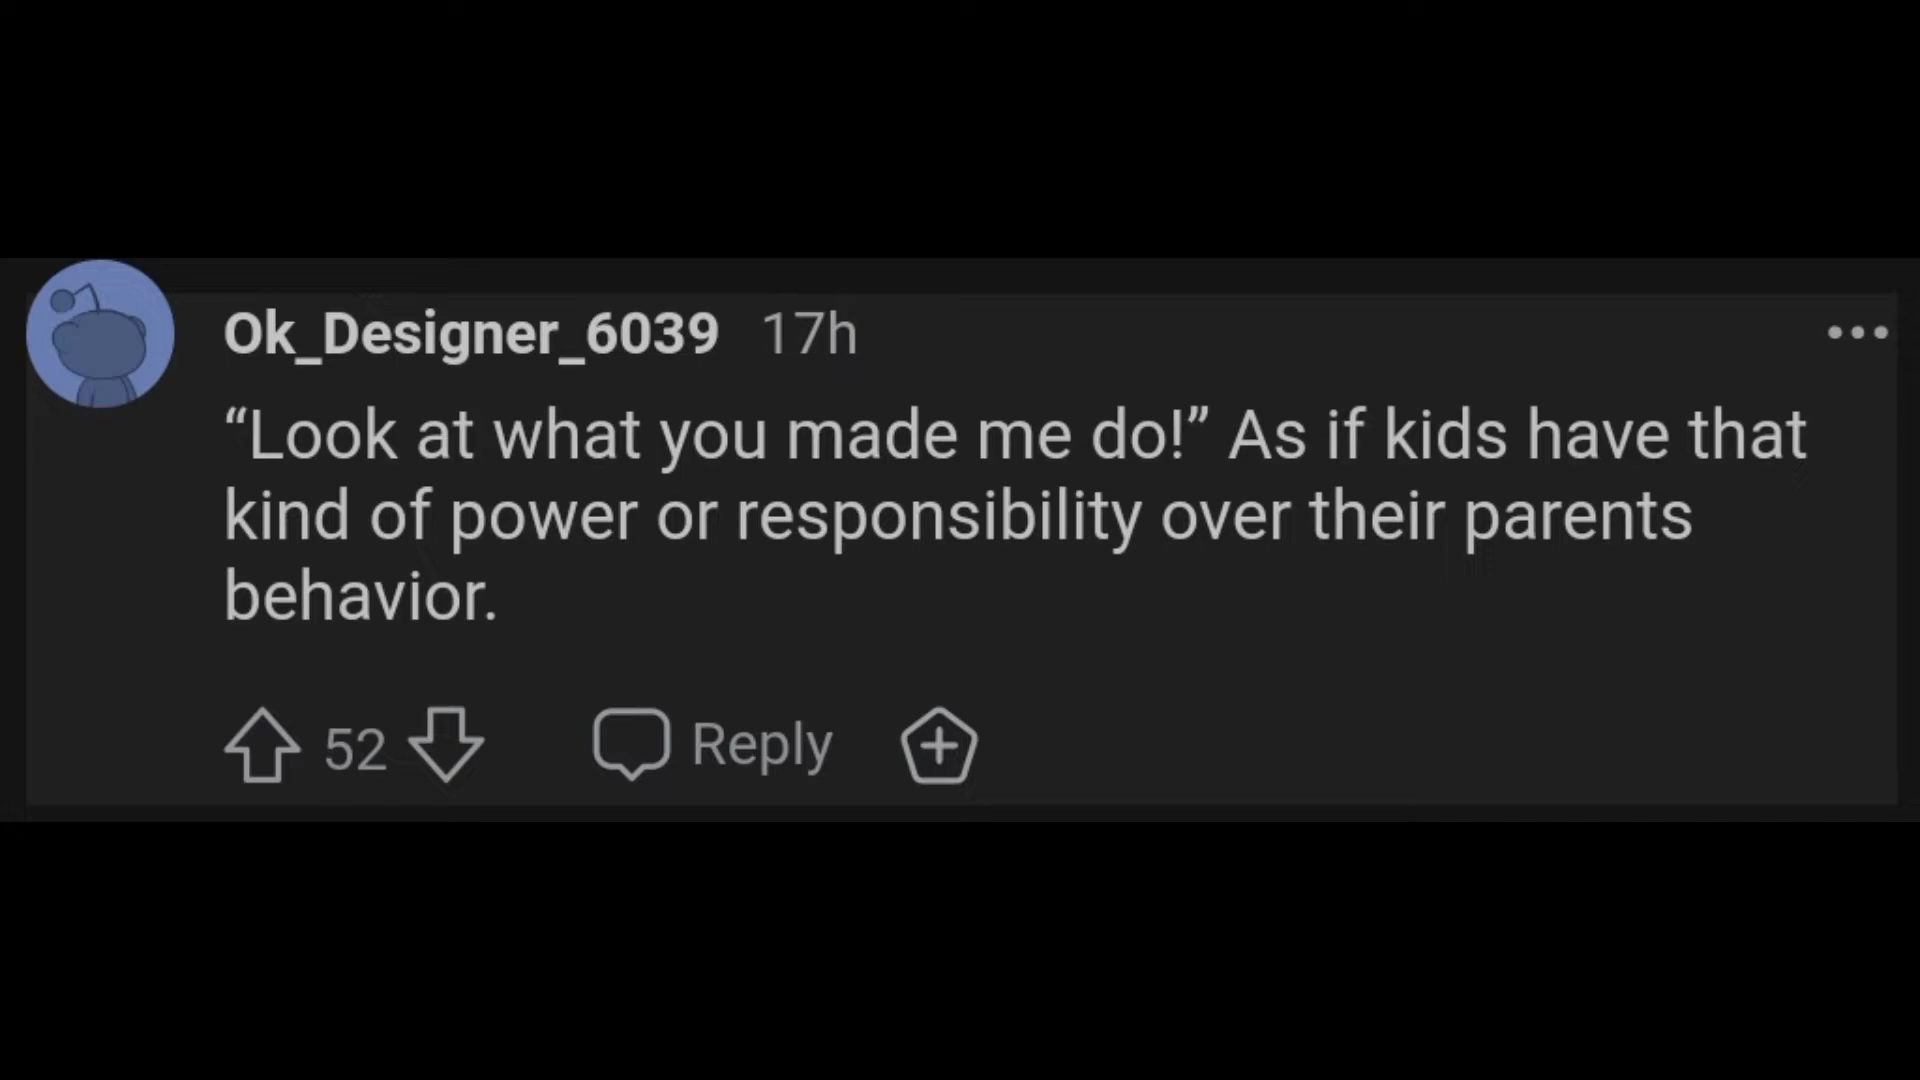 Ok_Designer_6039 17h
“Look at what you made me do!” As if kids have that
kind of power or responsibility over their parents
behavior.
52 Reply